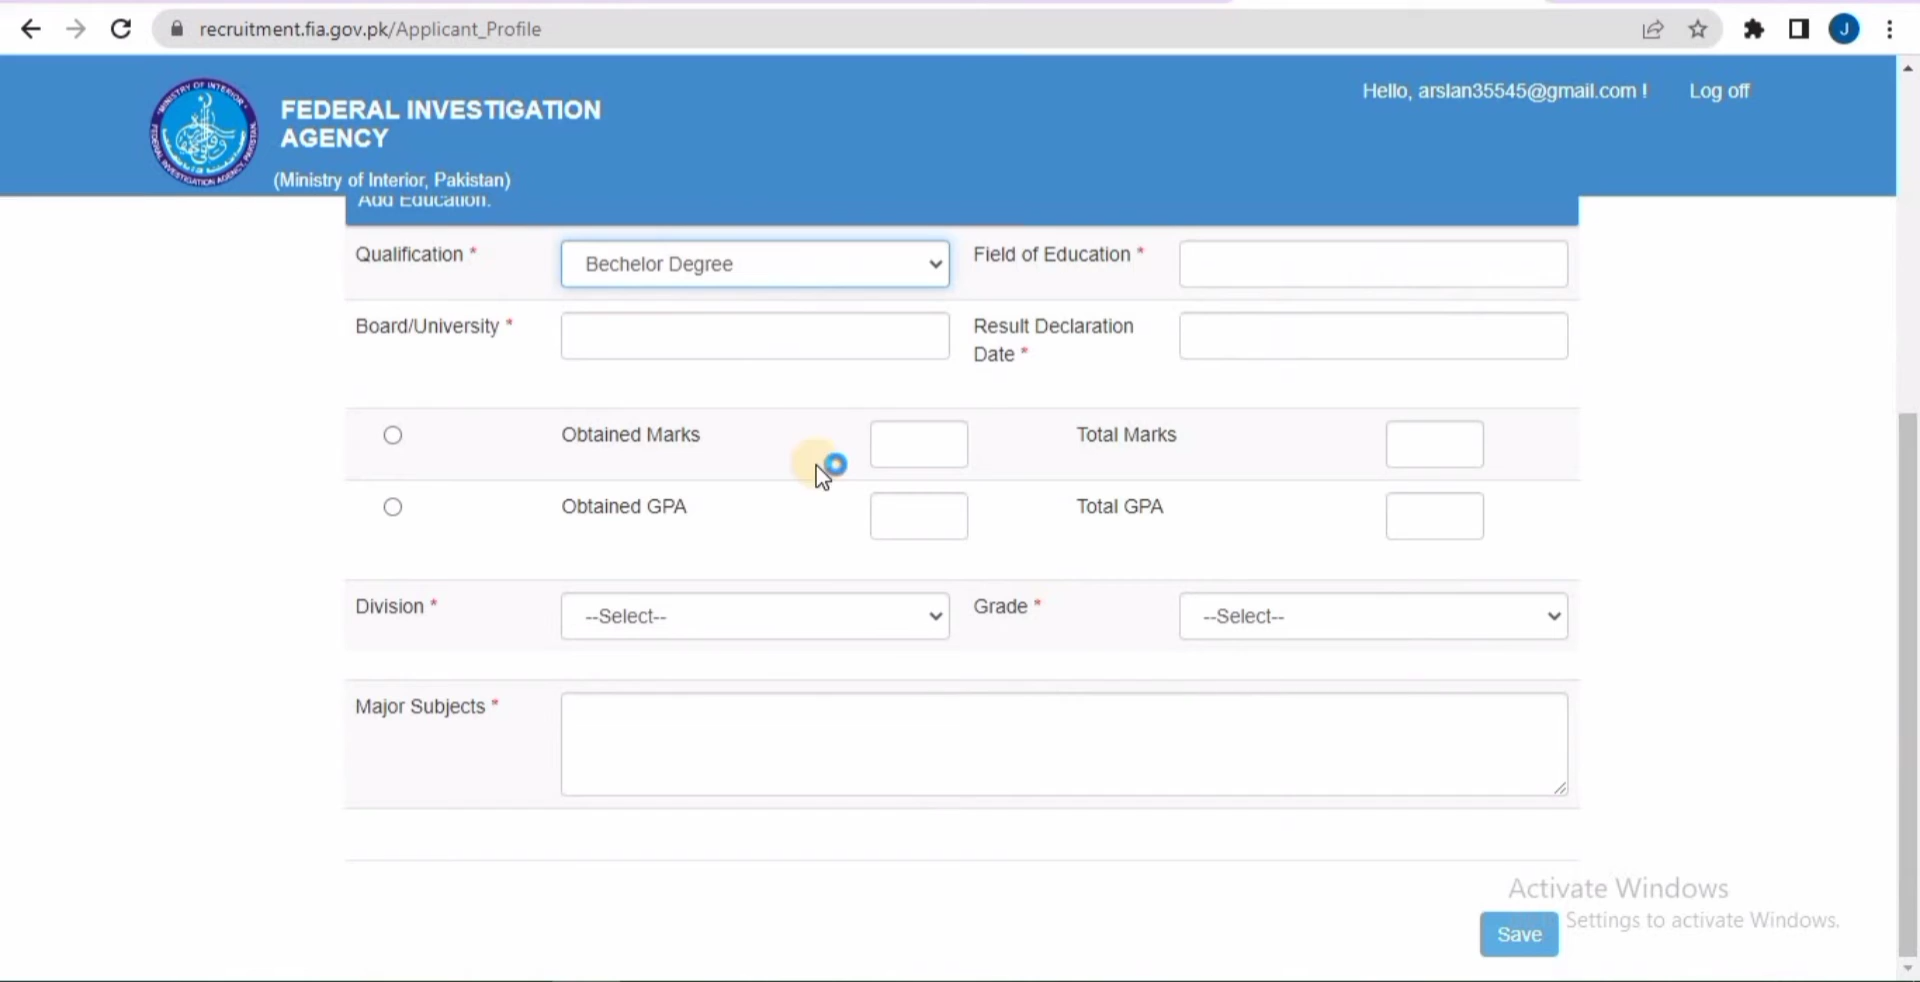 recruitment.fia.gov.pk/Applicant_Profile
J
Hello, arslan35545@gmail.com !
Log off
FEDERAL INVESTIGATION
AGENCY
(Ministry of Interior, Pakistan)
Add Education.
Qualification *
Bechelor Degree
Field of Education *
Board/University *
Result Declaration
Date *
Obtained Marks
Total Marks
Obtained GPA
Total GPA
Division *
--Select--
Grade *
--Select--
Major Subjects *
Activate Windows
Settings to activate Windows.
Save